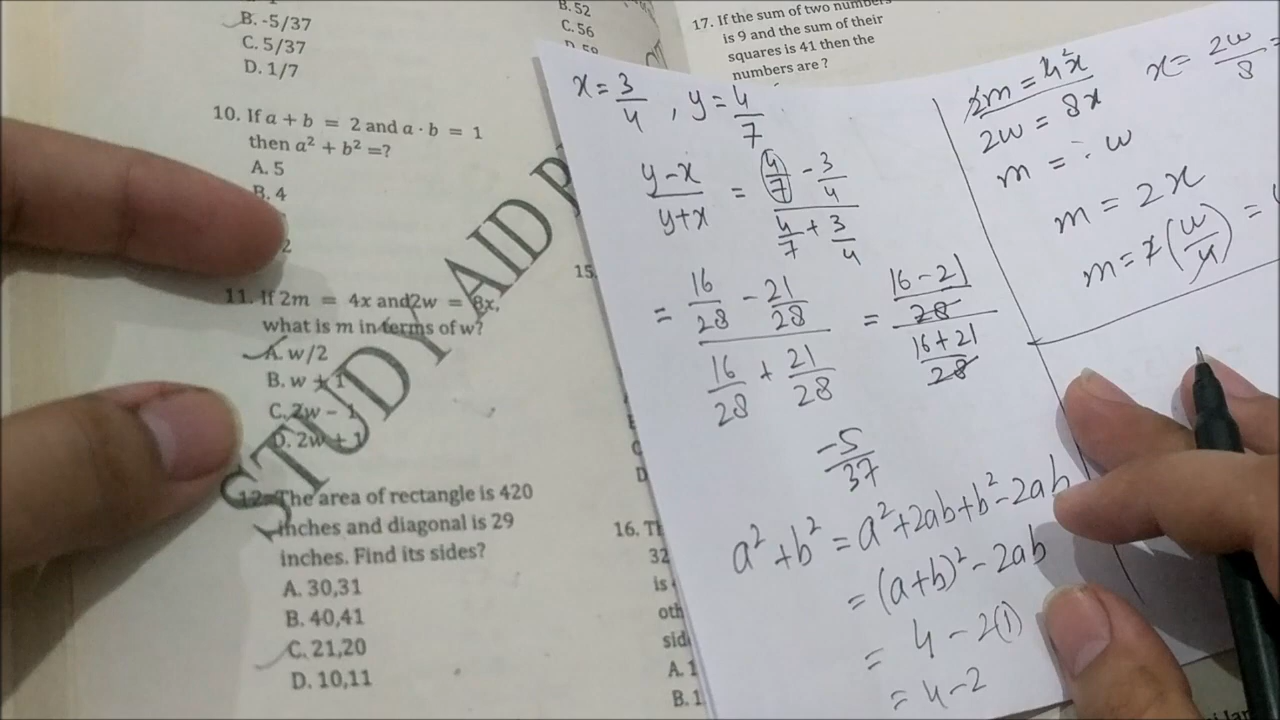 B. -5/37
C. 5/37
D. 1/7
10. If a + b = 2 and a · b = 1
then a² + b² =?
A. 5
B. 4
2
11. If 2m = 4x and2w = 8x,
what is m in terms of w?
A. w/2
B. w + 1
C. 2w - 1
D. 2w + 1
12. The area of rectangle is 420
inches and diagonal is 29
inches. Find its sides?
A. 30,31
B. 40,41
C. 21,20
D. 10,11
STUDY AID
B. 52
C. 56
15.
16.
32
is
oth
A. 1
B. 1
17. If the sum of two numbers
is 9 and the sum of their
squares is 41 then the
numbers are ?
x = 3/4 , y = 4/7
(y-x)/(y+x) = (4/7 - 3/4)/(4/7 + 3/4)
= (16/28 - 21/28)/(16/28 + 21/28) = ((16-21)/28)/((16+21)/28)
-5/37
a² + b² = a² + 2ab + b² - 2ab
= (a+b)² - 2ab
= 4 - 2(1)
= 4 - 2
2m = 4x
2w = 8x
m = w
m = 2x
x = 2w/8 =